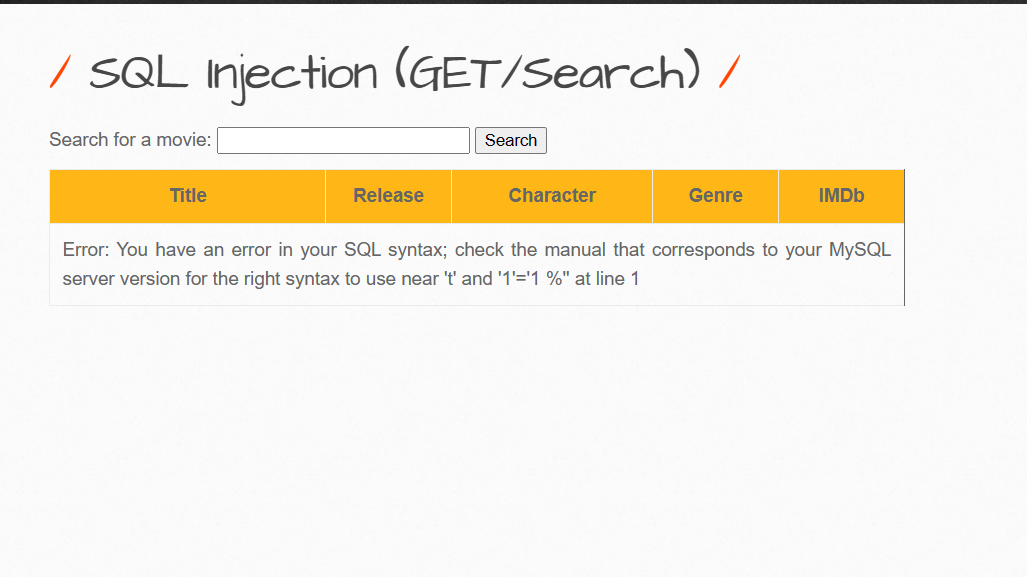 / SQL Injection (GET/Search) /
Search for a movie: Search
Title Release Character Genre IMDb
Error: You have an error in your SQL syntax; check the manual that corresponds to your MySQL
server version for the right syntax to use near 't' and '1'='1 %'' at line 1